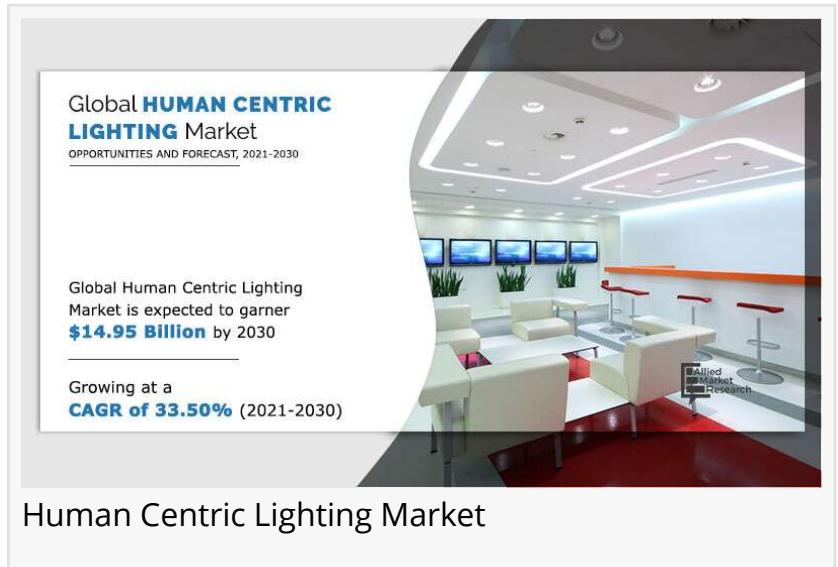 Global HUMAN CENTRIC
LIGHTING Market
OPPORTUNITIES AND FORECAST, 2021-2030
Global Human Centric Lighting
Market is expected to garner
$14.95 Billion by 2030
Growing at a
CAGR of 33.50% (2021-2030)
Allied
Market
Research
Human Centric Lighting Market